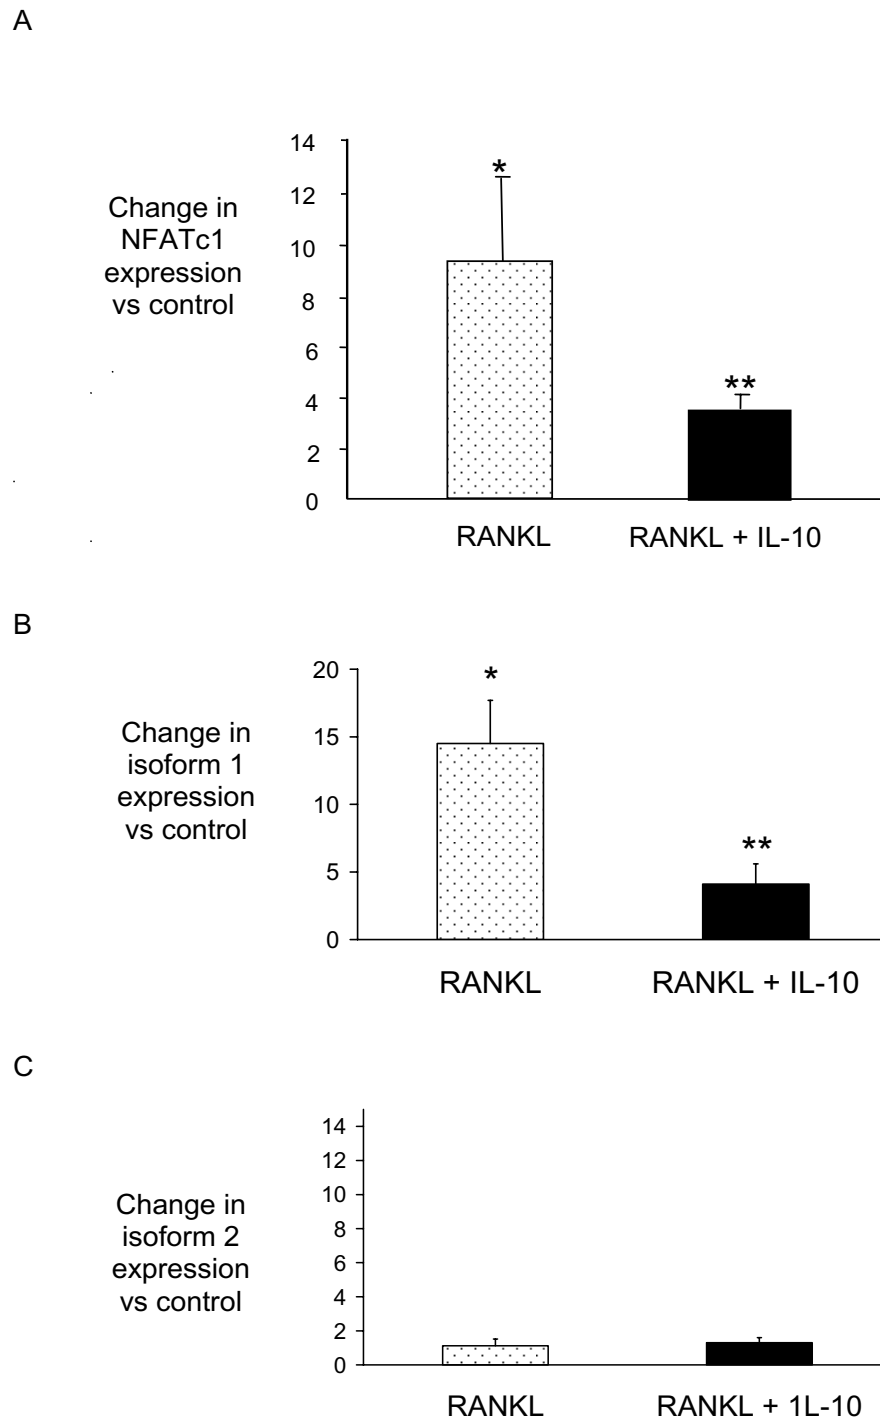 A
14
12
10
8
6
4
2
0
Change in
NFATc1
expression
vs control
*
**
RANKL
RANKL + IL-10
B
20
15
10
5
0
Change in
isoform 1
expression
vs control
*
**
RANKL
RANKL + IL-10
C
14
12
10
8
6
4
2
0
Change in
isoform 2
expression
vs control
RANKL
RANKL + 1L-10